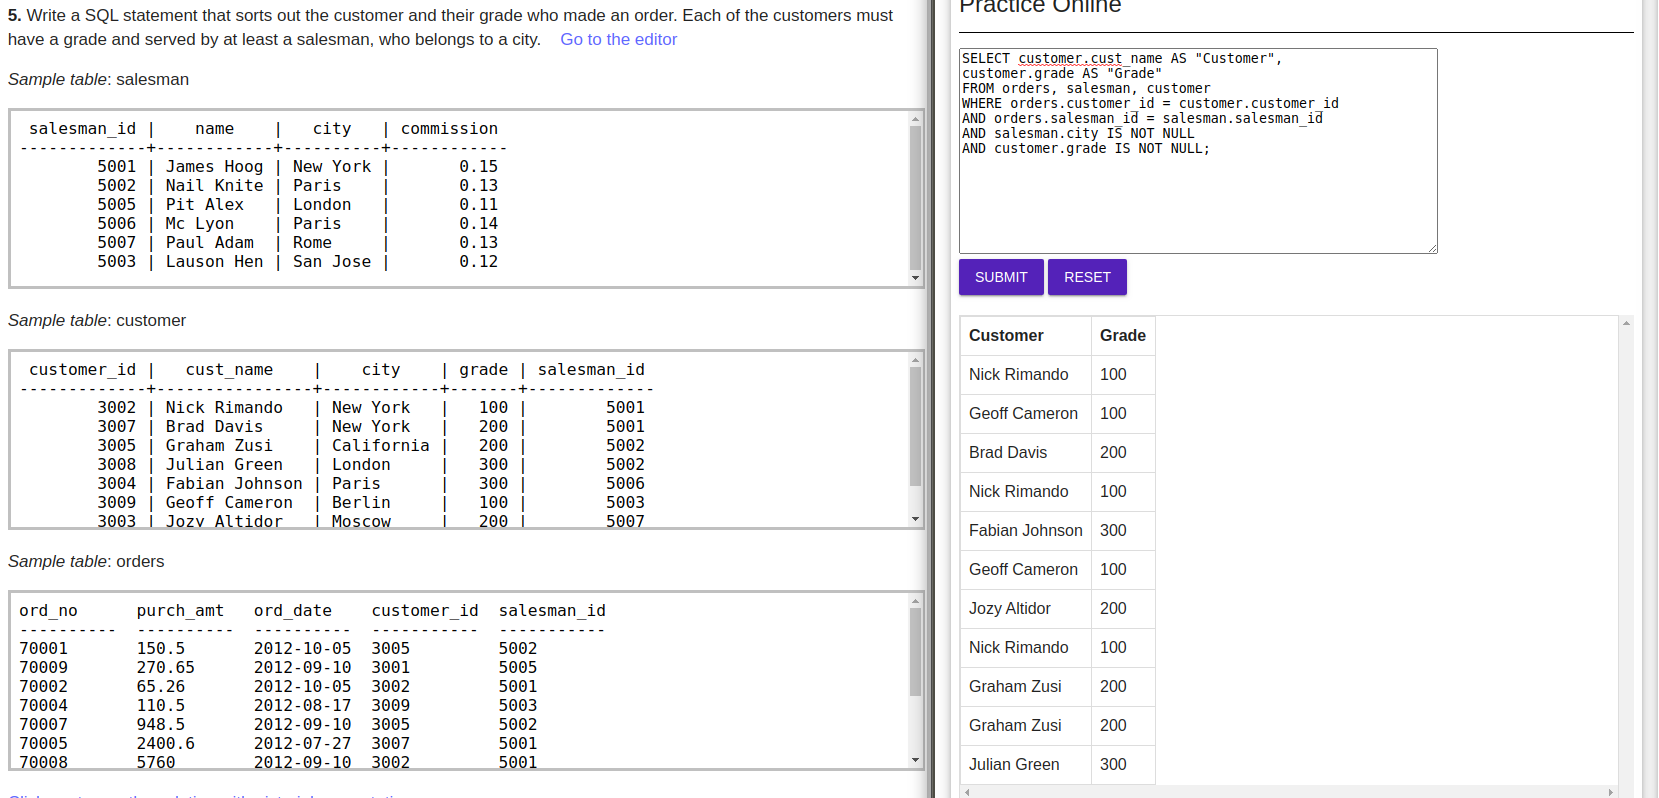 5. Write a SQL statement that sorts out the customer and their grade who made an order. Each of the customers must
have a grade and served by at least a salesman, who belongs to a city. Go to the editor
Sample table: salesman
salesman_id | name | city | commission
-------------+------------+----------+------------
5001 | James Hoog | New York | 0.15
5002 | Nail Knite | Paris | 0.13
5005 | Pit Alex | London | 0.11
5006 | Mc Lyon | Paris | 0.14
5007 | Paul Adam | Rome | 0.13
5003 | Lauson Hen | San Jose | 0.12
Sample table: customer
customer_id | cust_name | city | grade | salesman_id
-------------+----------------+------------+-------+-------------
3002 | Nick Rimando | New York | 100 | 5001
3007 | Brad Davis | New York | 200 | 5001
3005 | Graham Zusi | California | 200 | 5002
3008 | Julian Green | London | 300 | 5002
3004 | Fabian Johnson | Paris | 300 | 5006
3009 | Geoff Cameron | Berlin | 100 | 5003
3003 | Jozy Altidor | Moscow | 200 | 5007
Sample table: orders
ord_no purch_amt ord_date customer_id salesman_id
---------- ---------- ---------- ----------- -----------
70001 150.5 2012-10-05 3005 5002
70009 270.65 2012-09-10 3001 5005
70002 65.26 2012-10-05 3002 5001
70004 110.5 2012-08-17 3009 5003
70007 948.5 2012-09-10 3005 5002
70005 2400.6 2012-07-27 3007 5001
70008 5760 2012-09-10 3002 5001
Practice Online
SELECT customer.cust_name AS "Customer",
customer.grade AS "Grade"
FROM orders, salesman, customer
WHERE orders.customer_id = customer.customer_id
AND orders.salesman_id = salesman.salesman_id
AND salesman.city IS NOT NULL
AND customer.grade IS NOT NULL;
SUBMIT RESET
Customer Grade
Nick Rimando 100
Geoff Cameron 100
Brad Davis 200
Nick Rimando 100
Fabian Johnson 300
Geoff Cameron 100
Jozy Altidor 200
Nick Rimando 100
Graham Zusi 200
Graham Zusi 200
Julian Green 300